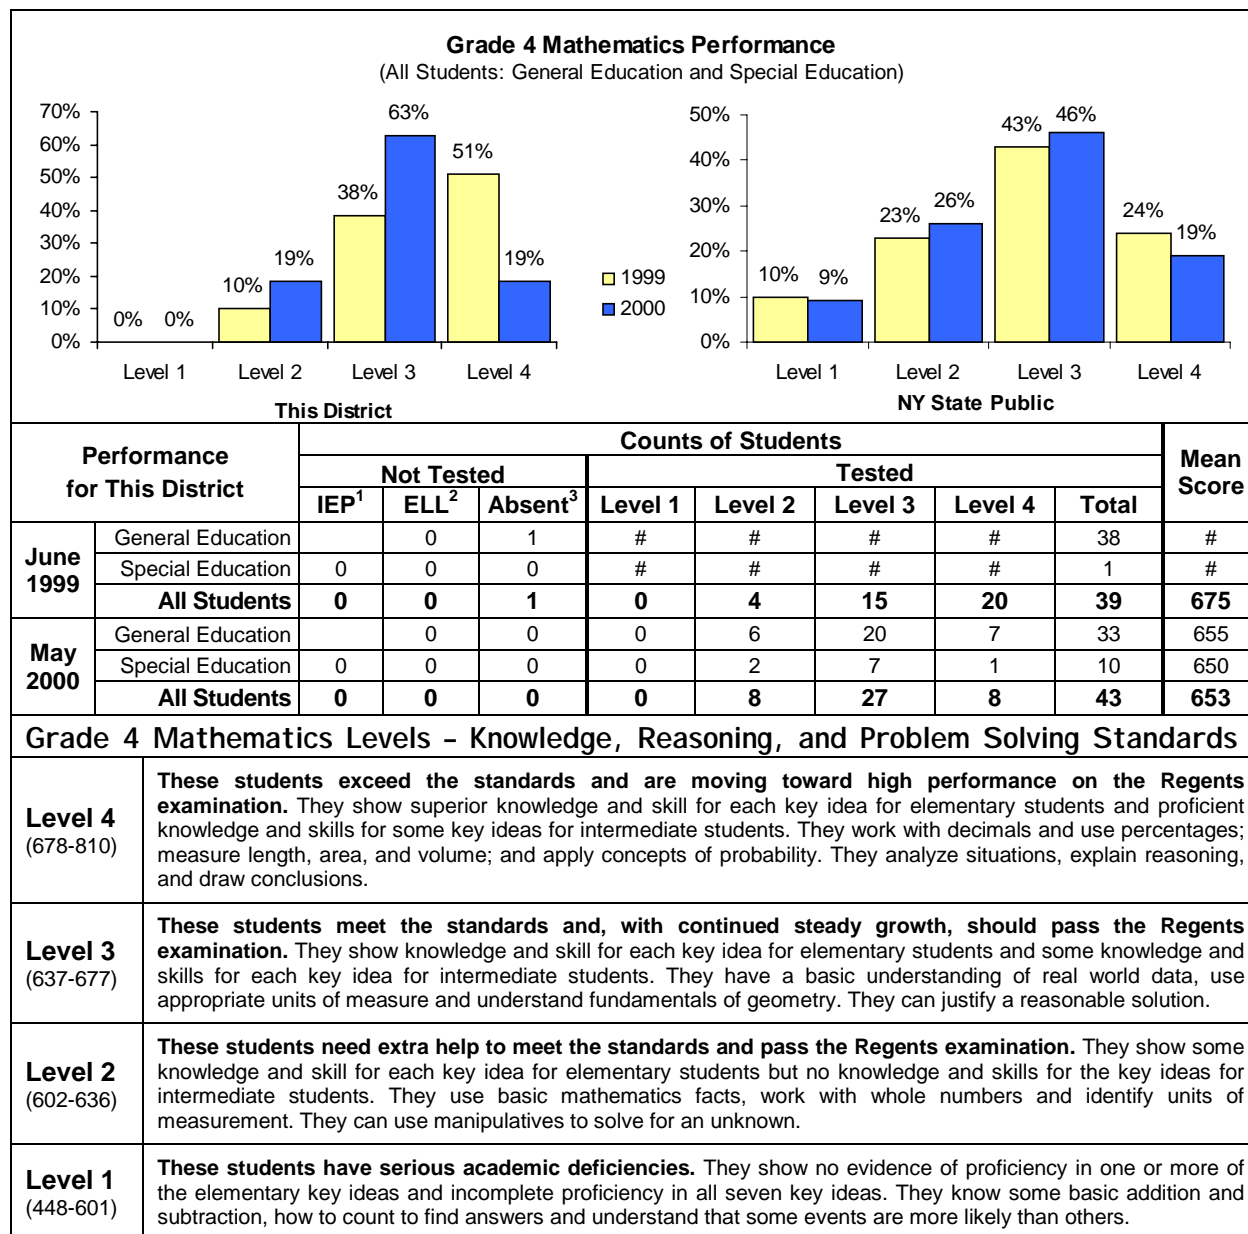 Grade 4 Mathematics Performance
(All Students: General Education and Special Education)
70%
60%
50%
40%
30%
20%
10%
0%
0% 0%
10% 19%
38% 63%
51% 19%
Level 1 Level 2 Level 3 Level 4
This District
1999
2000
50%
40%
30%
20%
10%
0%
10% 9%
23% 26%
43% 46%
24% 19%
Level 1 Level 2 Level 3 Level 4
NY State Public
Performance
for This District
Counts of Students
Mean
Score
Not Tested Tested
IEP1 ELL2 Absent3 Level 1 Level 2 Level 3 Level 4 Total
June
1999
General Education 0 1 # # # # 38 #
Special Education 0 0 0 # # # # 1 #
All Students 0 0 1 0 4 15 20 39 675
May
2000
General Education 0 0 0 6 20 7 33 655
Special Education 0 0 0 0 2 7 1 10 650
All Students 0 0 0 0 8 27 8 43 653
Grade 4 Mathematics Levels – Knowledge, Reasoning, and Problem Solving Standards
Level 4
(678-810)
These students exceed the standards and are moving toward high performance on the Regents
examination. They show superior knowledge and skill for each key idea for elementary students and proficient
knowledge and skills for some key ideas for intermediate students. They work with decimals and use percentages;
measure length, area, and volume; and apply concepts of probability. They analyze situations, explain reasoning,
and draw conclusions.
Level 3
(637-677)
These students meet the standards and, with continued steady growth, should pass the Regents
examination. They show knowledge and skill for each key idea for elementary students and some knowledge and
skills for each key idea for intermediate students. They have a basic understanding of real world data, use
appropriate units of measure and understand fundamentals of geometry. They can justify a reasonable solution.
Level 2
(602-636)
These students need extra help to meet the standards and pass the Regents examination. They show some
knowledge and skill for each key idea for elementary students but no knowledge and skills for the key ideas for
intermediate students. They use basic mathematics facts, work with whole numbers and identify units of
measurement. They can use manipulatives to solve for an unknown.
Level 1
(448-601)
These students have serious academic deficiencies. They show no evidence of proficiency in one or more of
the elementary key ideas and incomplete proficiency in all seven key ideas. They know some basic addition and
subtraction, how to count to find answers and understand that some events are more likely than others.